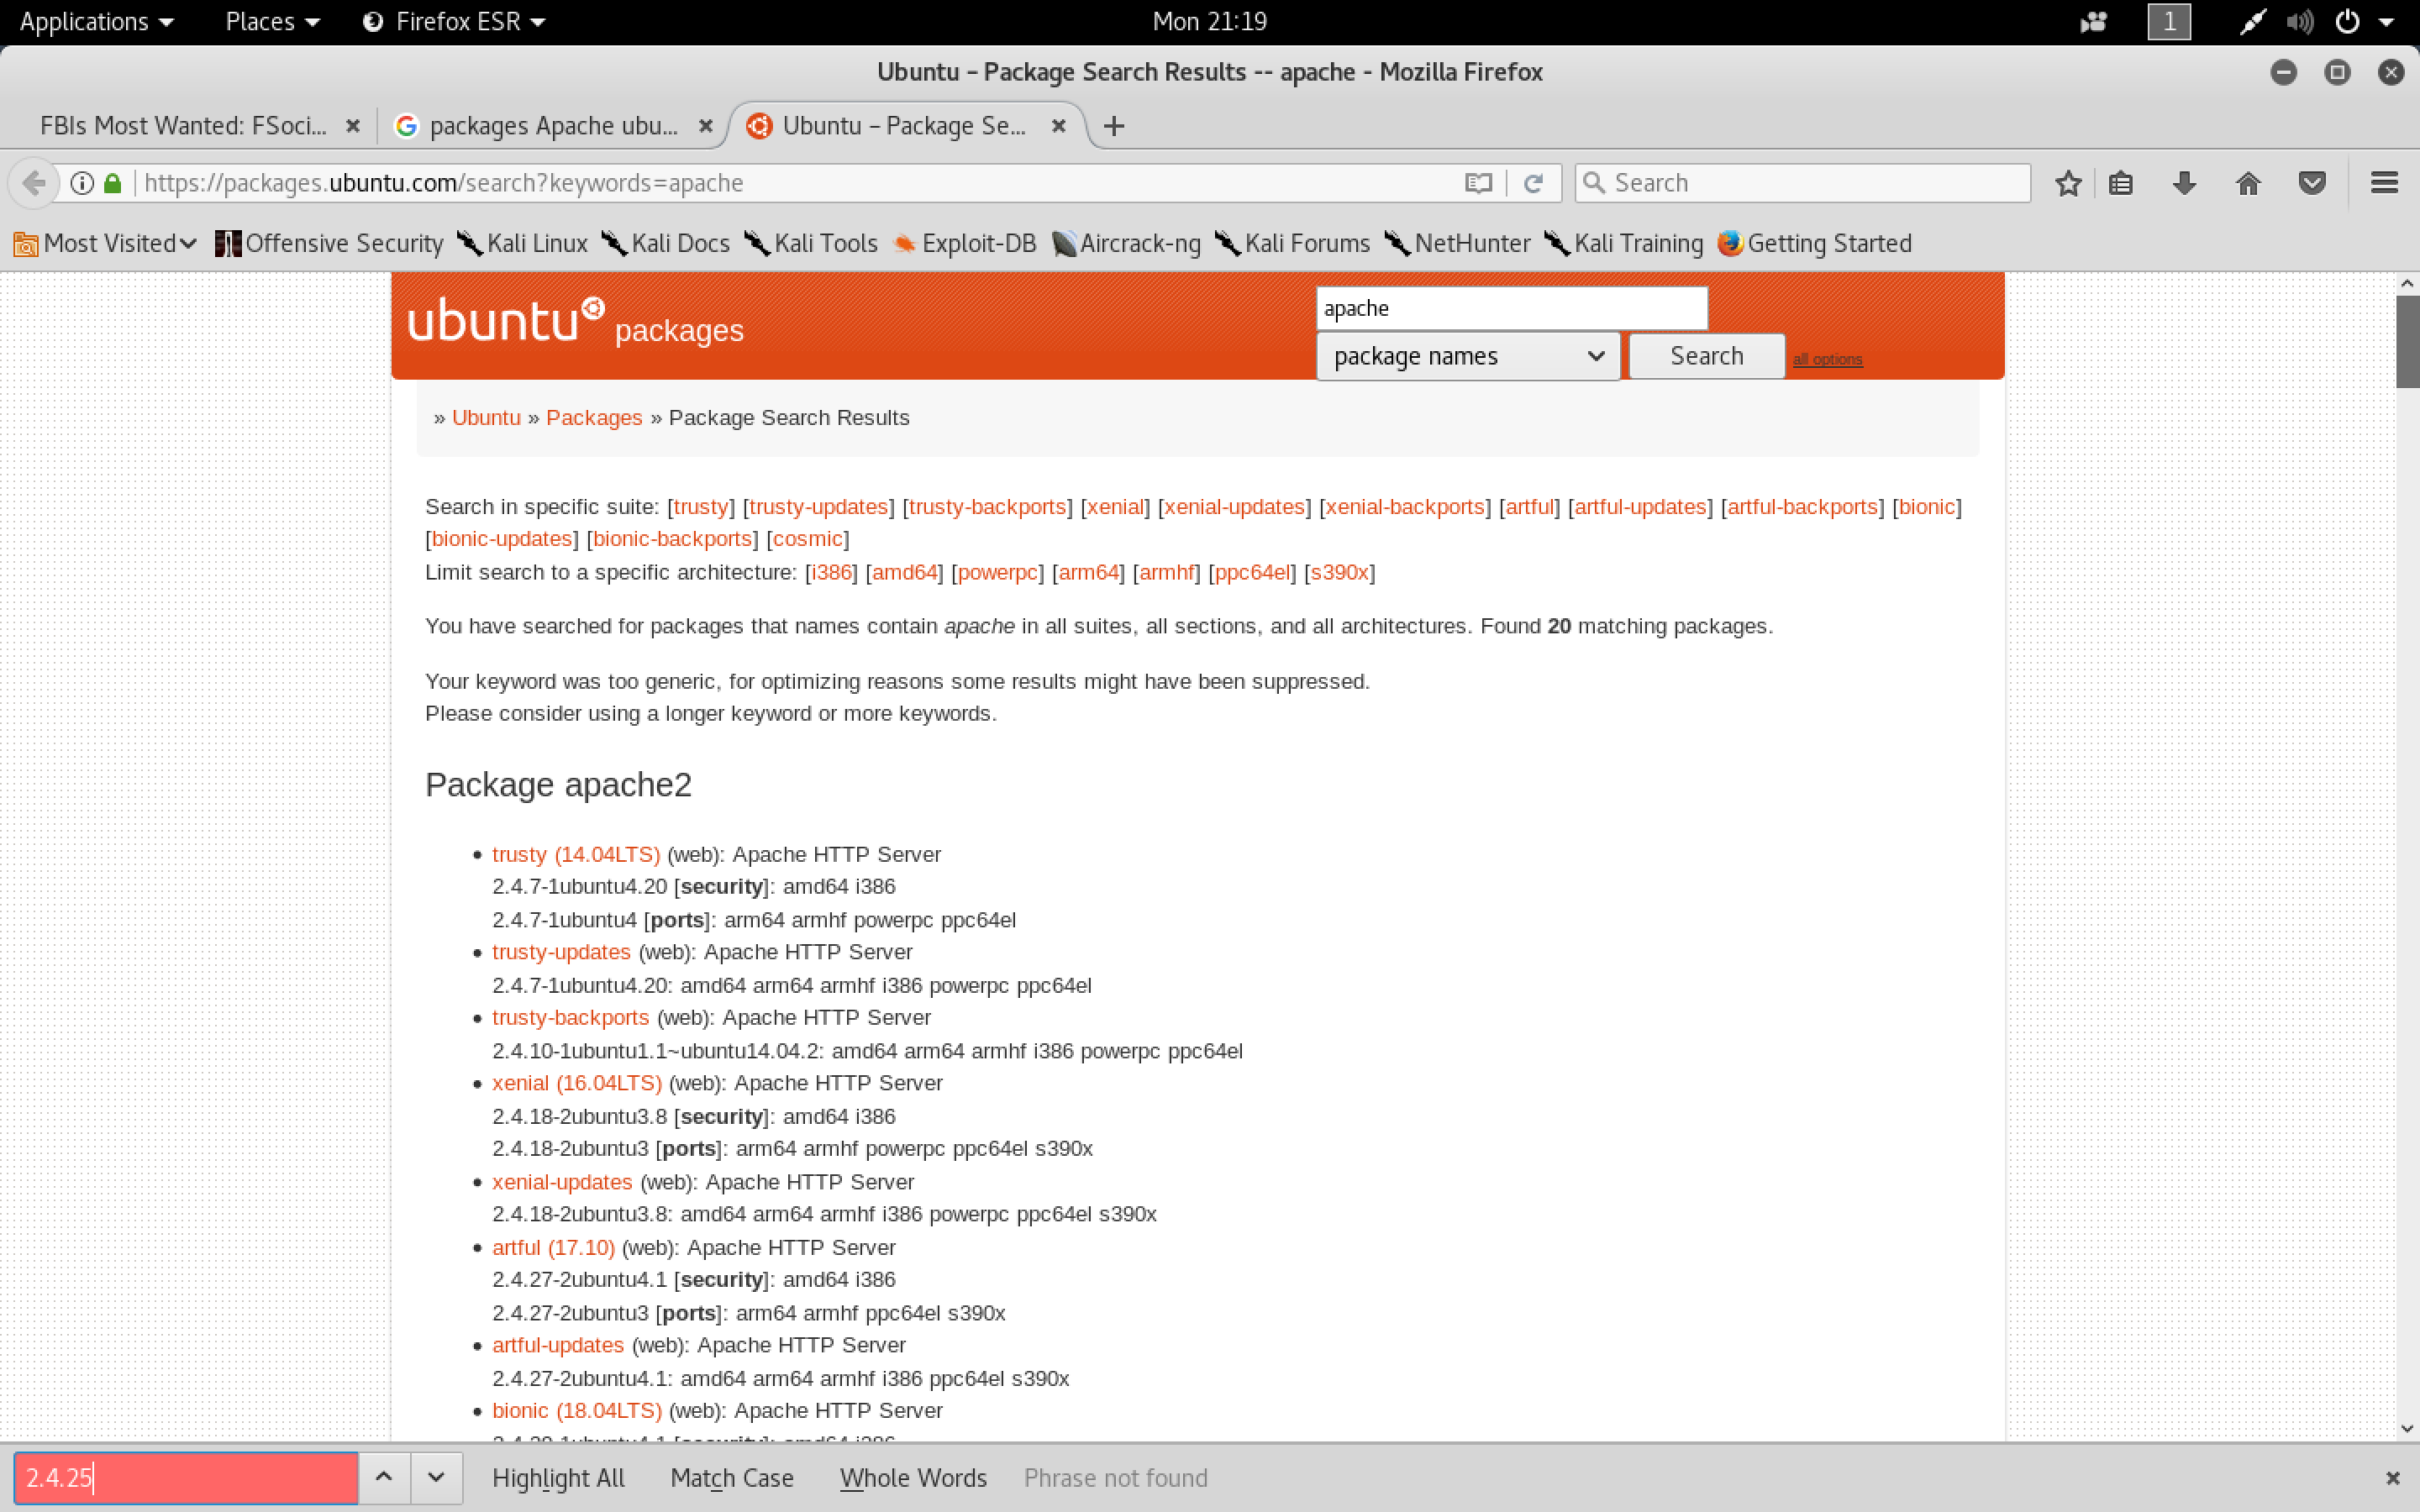 Applications Places Firefox ESR Mon 21:19 1
Ubuntu – Package Search Results -- apache - Mozilla Firefox
FBIs Most Wanted: FSoci... packages Apache ubu... Ubuntu – Package Se...
https://packages.ubuntu.com/search?keywords=apache Search
Most Visited Offensive Security Kali Linux Kali Docs Kali Tools Exploit-DB Aircrack-ng Kali Forums NetHunter Kali Training Getting Started
ubuntu packages
apache
package names Search all options
» Ubuntu » Packages » Package Search Results
Search in specific suite: [trusty] [trusty-updates] [trusty-backports] [xenial] [xenial-updates] [xenial-backports] [artful] [artful-updates] [artful-backports] [bionic]
[bionic-updates] [bionic-backports] [cosmic]
Limit search to a specific architecture: [i386] [amd64] [powerpc] [arm64] [armhf] [ppc64el] [s390x]
You have searched for packages that names contain apache in all suites, all sections, and all architectures. Found 20 matching packages.
Your keyword was too generic, for optimizing reasons some results might have been suppressed.
Please consider using a longer keyword or more keywords.
Package apache2
• trusty (14.04LTS) (web): Apache HTTP Server
2.4.7-1ubuntu4.20 [security]: amd64 i386
2.4.7-1ubuntu4 [ports]: arm64 armhf powerpc ppc64el
• trusty-updates (web): Apache HTTP Server
2.4.7-1ubuntu4.20: amd64 arm64 armhf i386 powerpc ppc64el
• trusty-backports (web): Apache HTTP Server
2.4.10-1ubuntu1.1~ubuntu14.04.2: amd64 arm64 armhf i386 powerpc ppc64el
• xenial (16.04LTS) (web): Apache HTTP Server
2.4.18-2ubuntu3.8 [security]: amd64 i386
2.4.18-2ubuntu3 [ports]: arm64 armhf powerpc ppc64el s390x
• xenial-updates (web): Apache HTTP Server
2.4.18-2ubuntu3.8: amd64 arm64 armhf i386 powerpc ppc64el s390x
• artful (17.10) (web): Apache HTTP Server
2.4.27-2ubuntu4.1 [security]: amd64 i386
2.4.27-2ubuntu3 [ports]: arm64 armhf ppc64el s390x
• artful-updates (web): Apache HTTP Server
2.4.27-2ubuntu4.1: amd64 arm64 armhf i386 ppc64el s390x
• bionic (18.04LTS) (web): Apache HTTP Server
2.4.25 Highlight All Match Case Whole Words Phrase not found